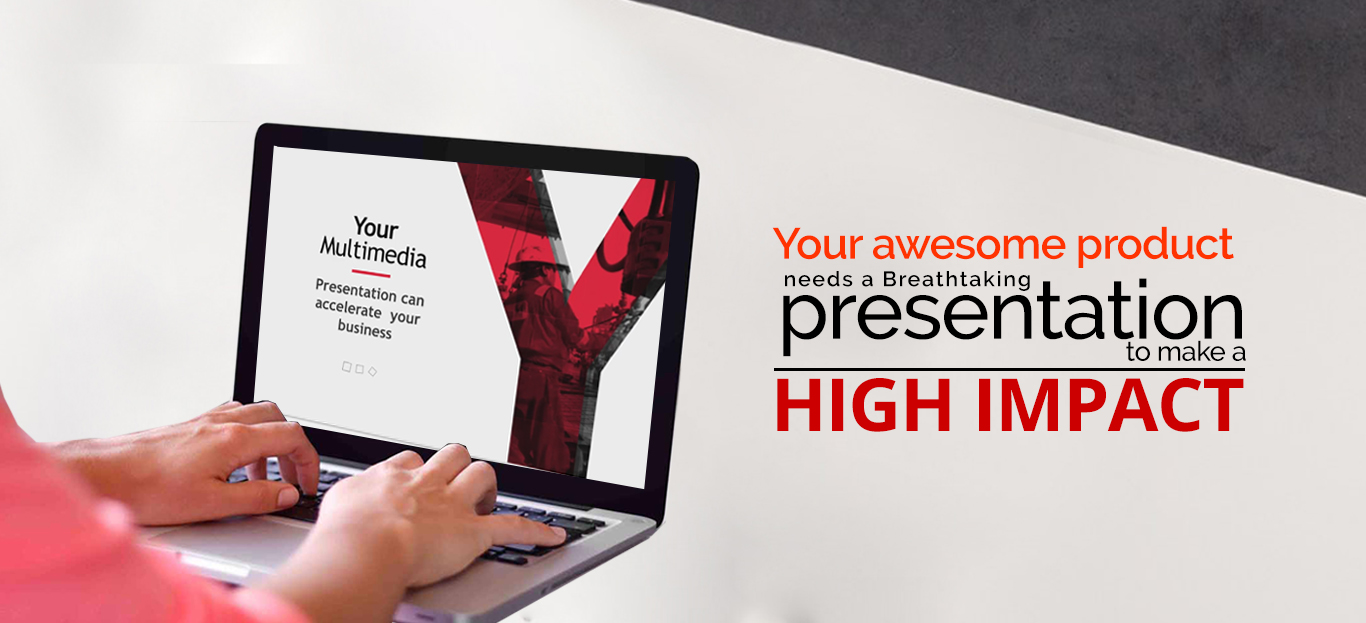 Your
Multimedia
Presentation can
accelerate your
business
Your awesome product
needs a Breathtaking
presentation
to make a
HIGH IMPACT